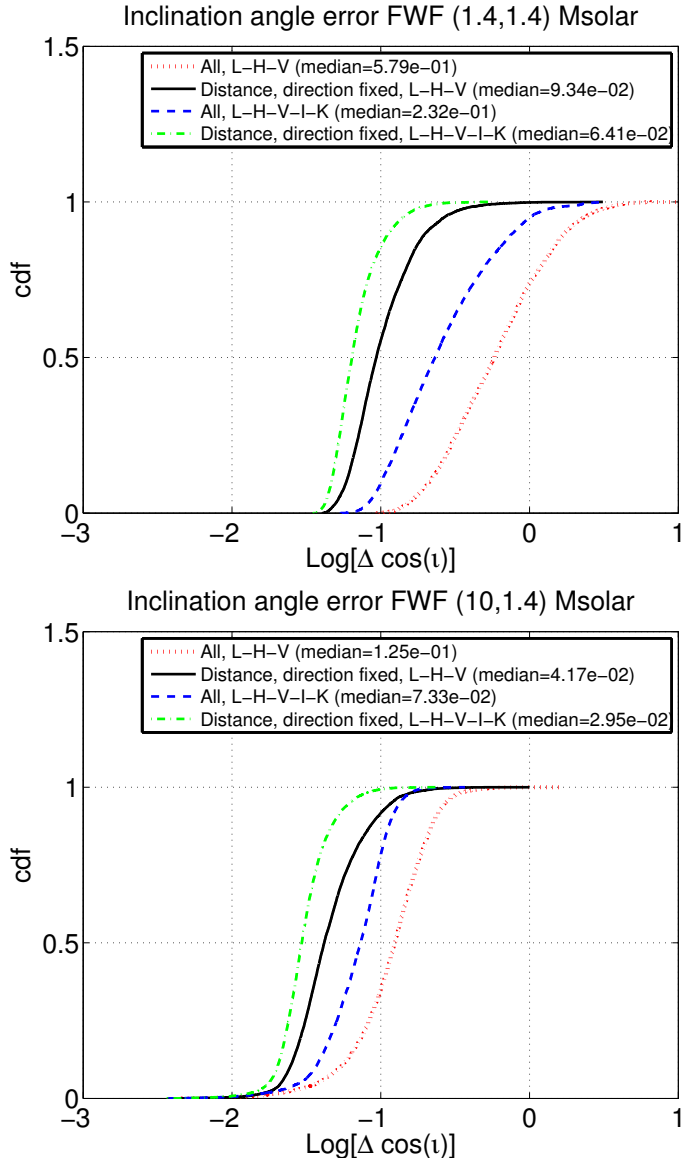 Inclination angle error FWF (1.4,1.4) Msolar
1.5
All, L−H−V (median=5.79e−01)
Distance, direction fixed, L−H−V (median=9.34e−02)
All, L−H−V−I−K (median=2.32e−01)
Distance, direction fixed, L−H−V−I−K (median=6.41e−02)
1
cdf
0.5
0
−3 −2 −1 0 1
Log[Δ cos(ι)]
Inclination angle error FWF (10,1.4) Msolar
1.5
All, L−H−V (median=1.25e−01)
Distance, direction fixed, L−H−V (median=4.17e−02)
All, L−H−V−I−K (median=7.33e−02)
Distance, direction fixed, L−H−V−I−K (median=2.95e−02)
1
cdf
0.5
0
−3 −2 −1 0 1
Log[Δ cos(ι)]